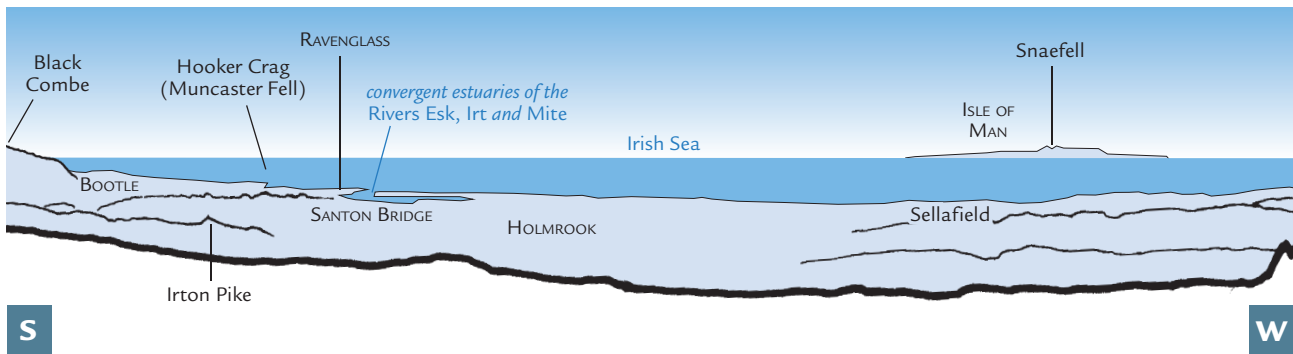 RAVENGLASS
Black
Combe
Hooker Crag
(Muncaster Fell)
convergent estuaries of the
Rivers Esk, Irt and Mite
Irish Sea
Snaefell
ISLE OF
MAN
BOOTLE
SANTON BRIDGE
HOLMROOK
Sellafield
Irton Pike
S
W